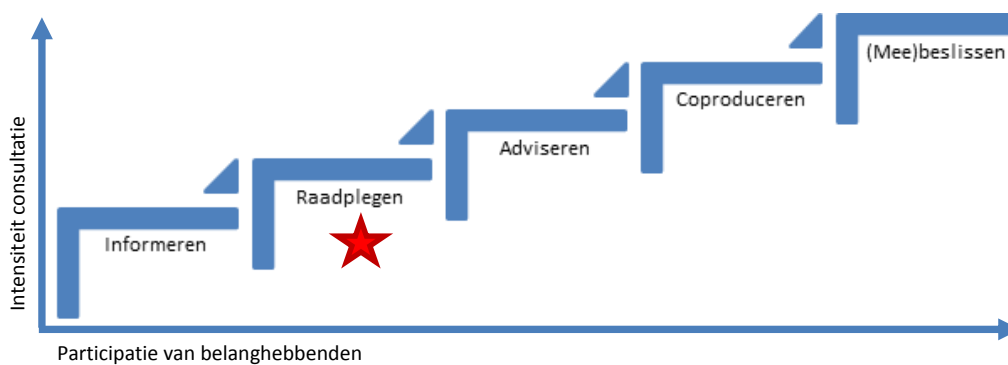 (Mee)beslissen
Coproduceren
Adviseren
Raadplegen
Informeren
Intensiteit consultatie
Participatie van belanghebbenden